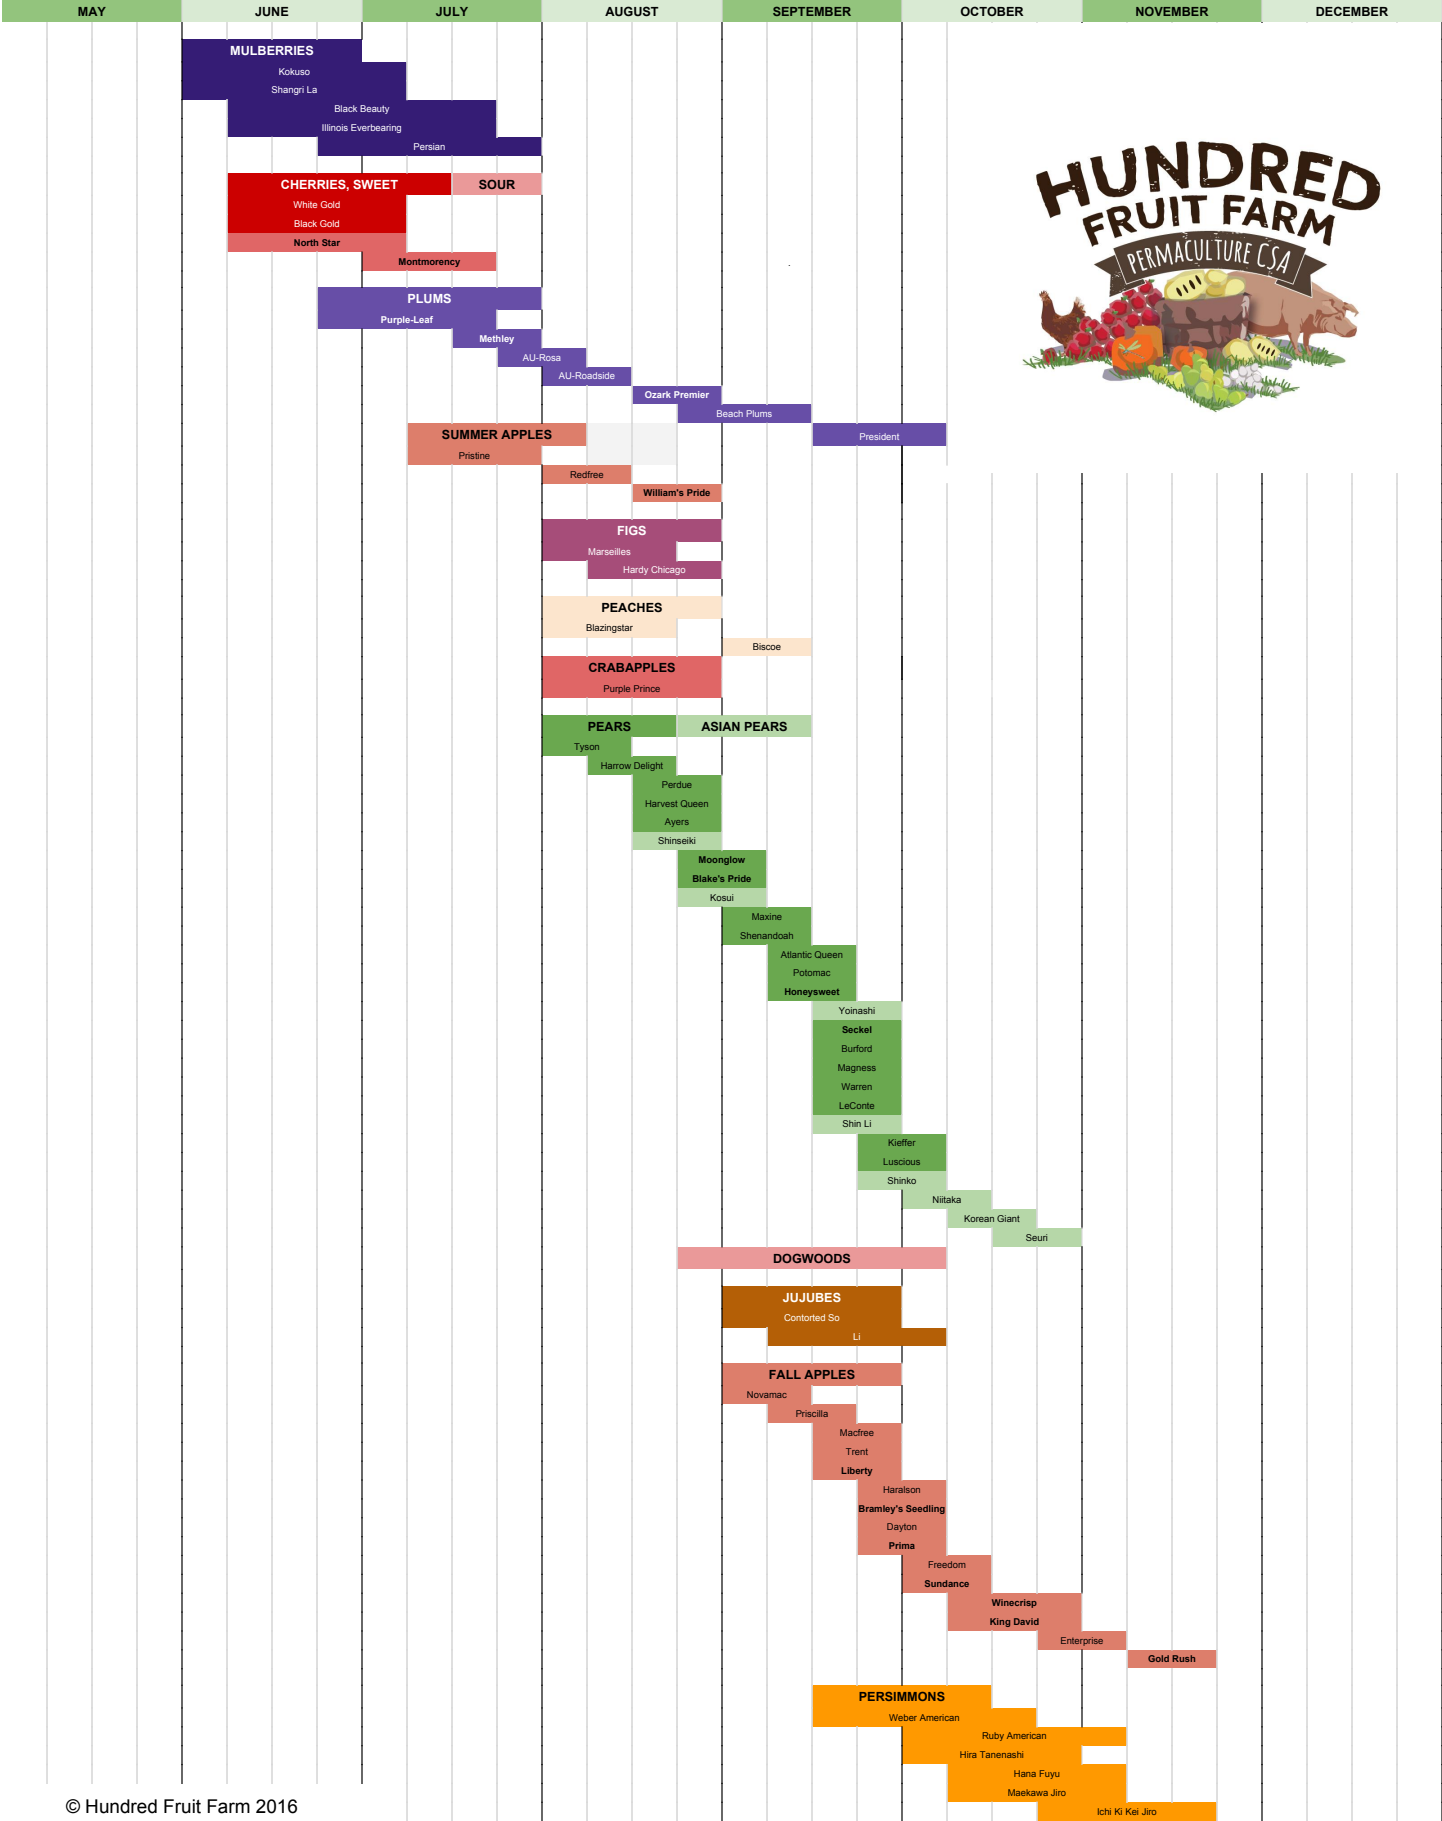 MAY JUNE JULY AUGUST SEPTEMBER OCTOBER NOVEMBER DECEMBER
MULBERRIES
Kokuso
Shangri La
Black Beauty
Illinois Everbearing
Persian
HUNDRED
FRUIT FARM
PERMACULTURE CSA
CHERRIES, SWEET SOUR
White Gold
Black Gold
North Star
Montmorency
PLUMS
Purple-Leaf
Methley
AU-Rosa
AU-Roadside
Ozark Premier
Beach Plums
President
SUMMER APPLES
Pristine
Redfree
William's Pride
FIGS
Marseilles
Hardy Chicago
PEACHES
Blazingstar
Biscoe
CRABAPPLES
Purple Prince
PEARS ASIAN PEARS
Tyson
Harrow Delight
Perdue
Harvest Queen
Ayers
Shinseiki
Moonglow
Blake's Pride
Kosui
Maxine
Shenandoah
Atlantic Queen
Potomac
Honeysweet
Yoinashi
Seckel
Burford
Magness
Warren
LeConte
Shin Li
Kieffer
Luscious
Shinko
Niitaka
Korean Giant
Seuri
DOGWOODS
JUJUBES
Contorted So
Li
FALL APPLES
Novamac
Priscilla
Macfree
Trent
Liberty
Haralson
Bramley's Seedling
Dayton
Prima
Freedom
Sundance
Winecrisp
King David
Enterprise
Gold Rush
PERSIMMONS
Weber American
Ruby American
Hira Tanenashi
Hana Fuyu
Maekawa Jiro
Ichi Ki Kei Jiro
© Hundred Fruit Farm 2016